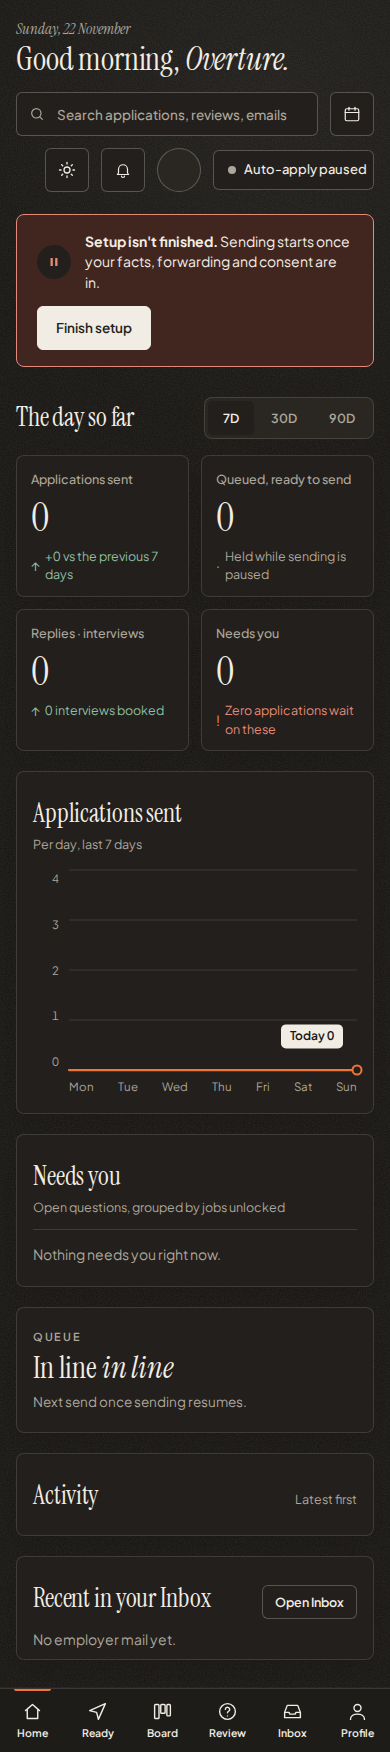 Sunday, 22 November
Good morning, Overture.
Search applications, reviews, emails
Auto-apply paused
Setup isn't finished. Sending starts once
your facts, forwarding and consent are
in.
Finish setup
The day so far
7D 30D 90D
Applications sent
0
↑ +0 vs the previous 7
days
Queued, ready to send
0
· Held while sending is
paused
Replies · interviews
0
↑ 0 interviews booked
Needs you
0
! Zero applications wait
on these
Applications sent
Per day, last 7 days
4
3
2
1
Today 0
0
Mon Tue Wed Thu Fri Sat Sun
Needs you
Open questions, grouped by jobs unlocked
Nothing needs you right now.
QUEUE
In line in line
Next send once sending resumes.
Activity
Latest first
Recent in your Inbox
Open Inbox
No employer mail yet.
Home Ready Board Review Inbox Profile